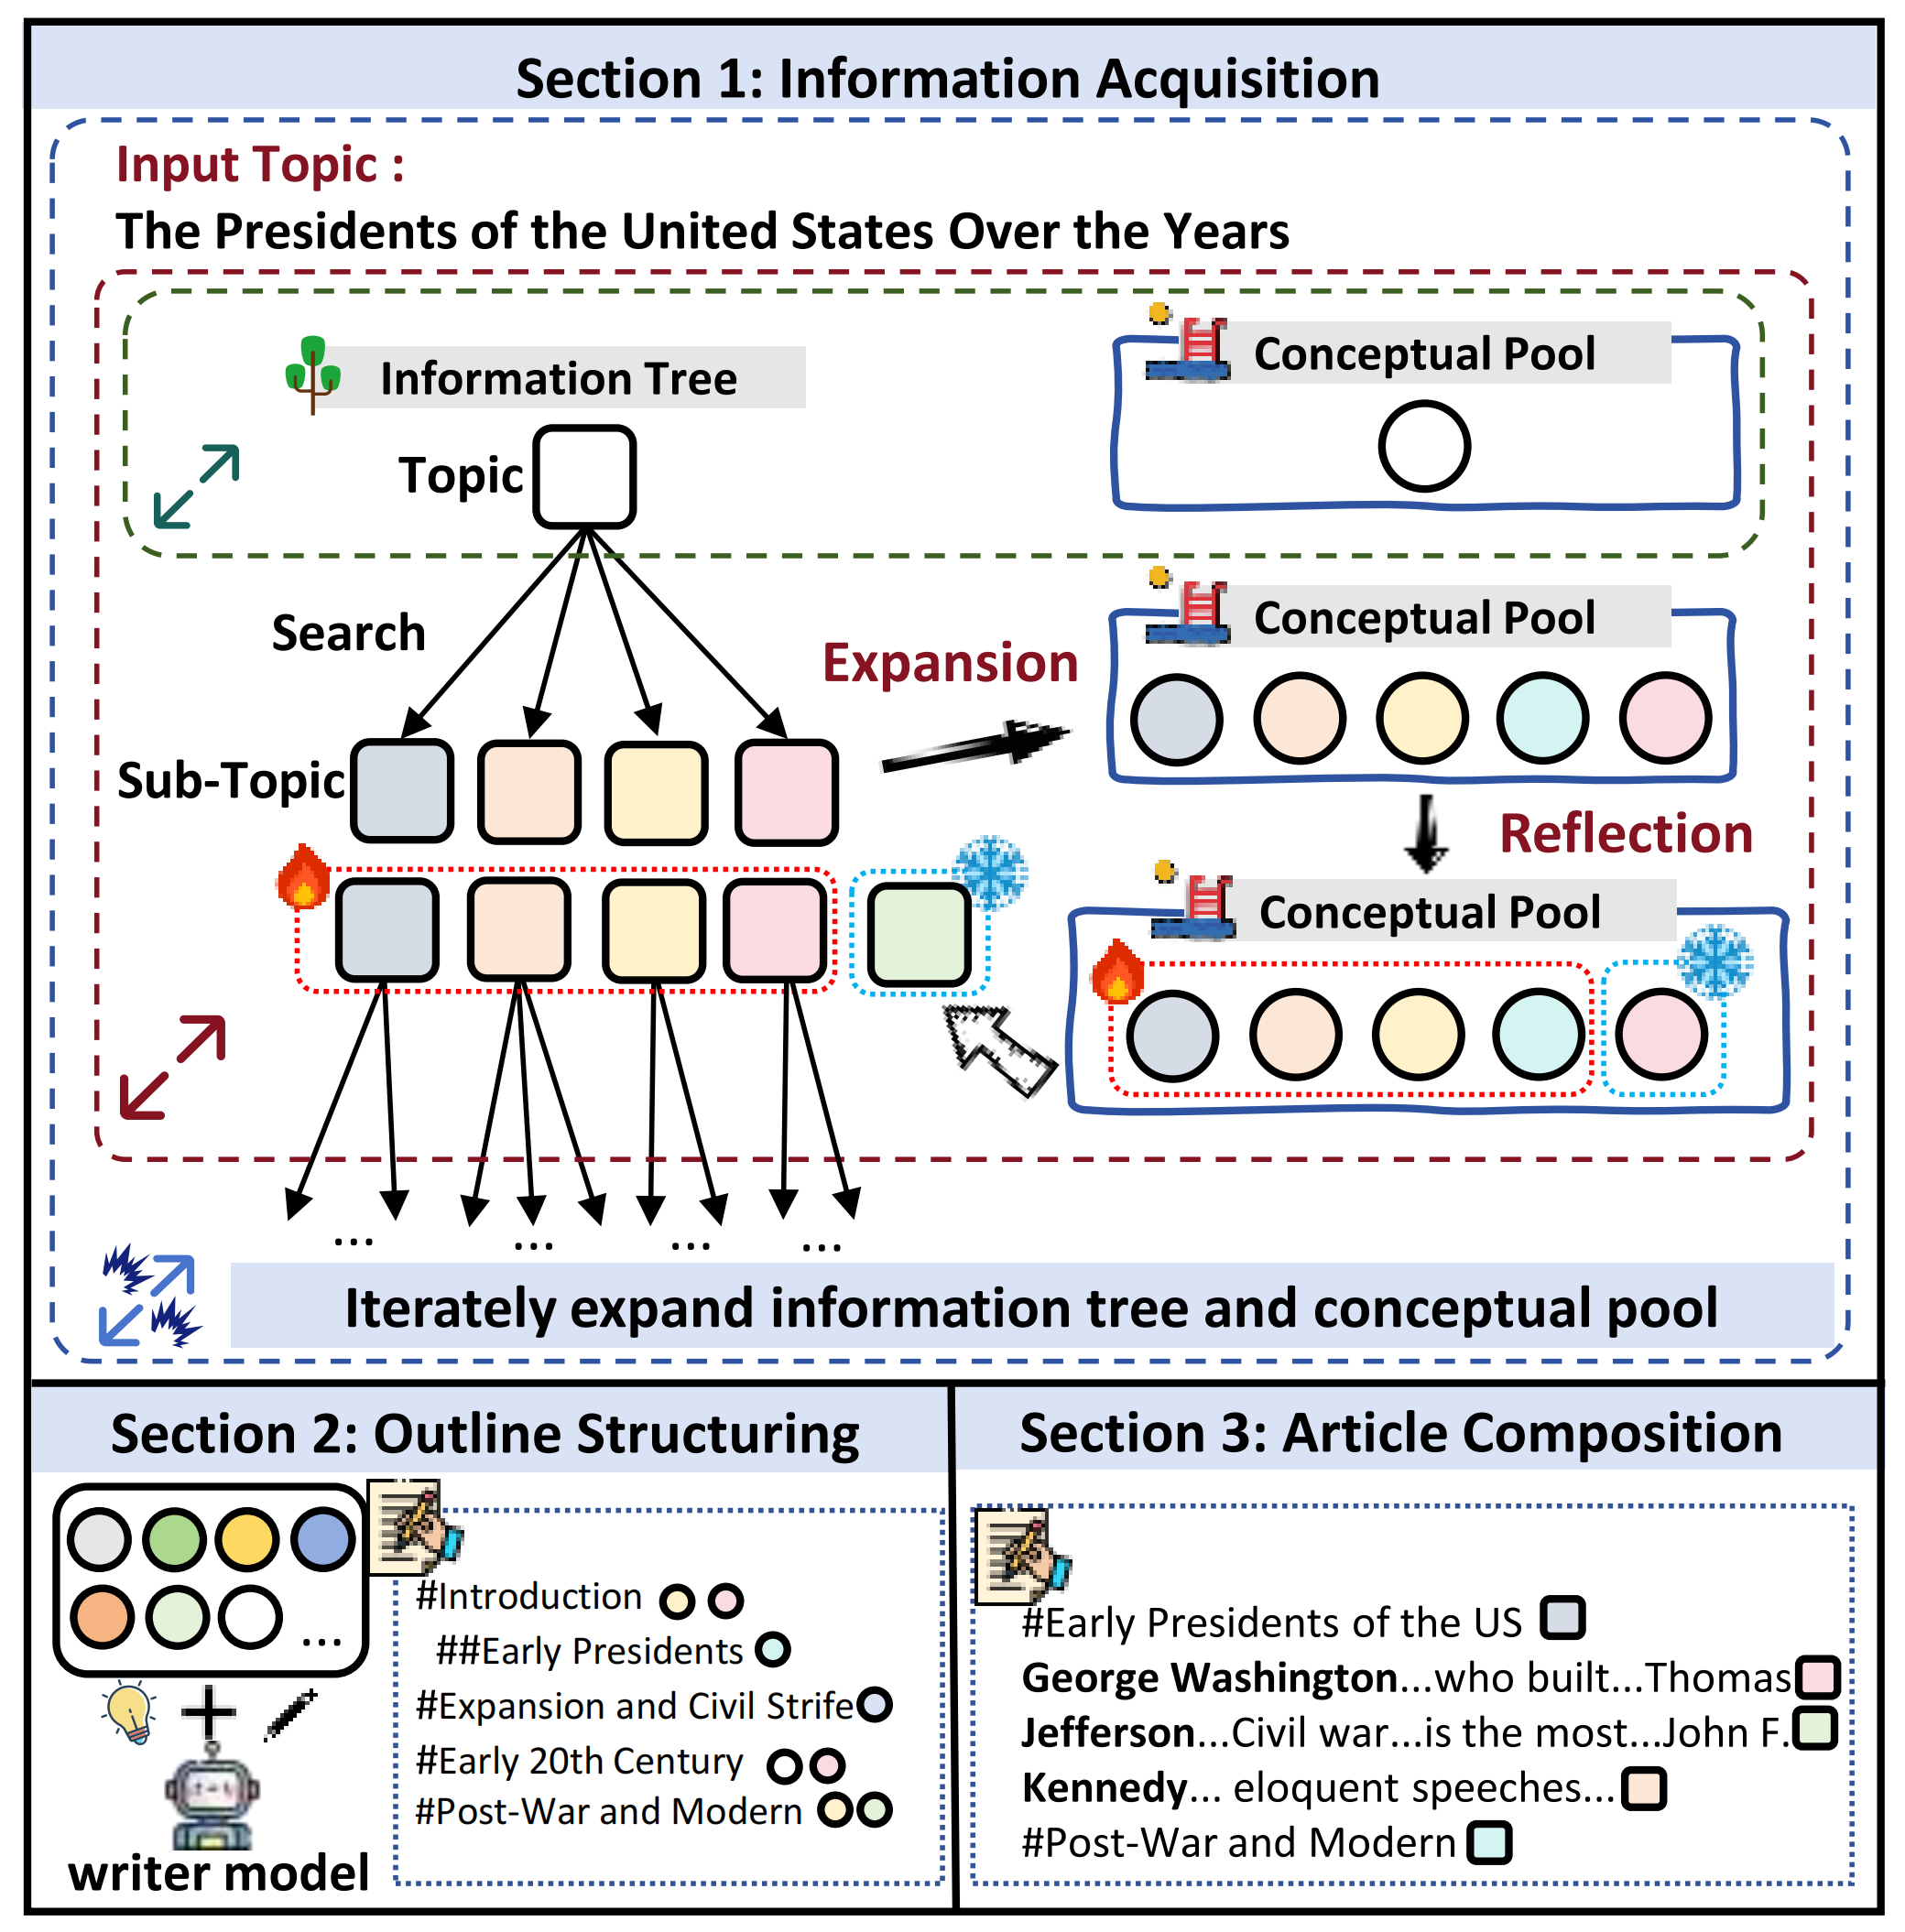 Section 1: Information Acquisition
Input Topic :
The Presidents of the United States Over the Years
Information Tree
Conceptual Pool
Topic
Search
Expansion
Conceptual Pool
Sub-Topic
Reflection
Conceptual Pool
... ... ... ...
Iterately expand information tree and conceptual pool
Section 2: Outline Structuring
...
writer model
#Introduction
##Early Presidents
#Expansion and Civil Strife
#Early 20th Century
#Post-War and Modern
Section 3: Article Composition
#Early Presidents of the US
George Washington...who built...Thomas
Jefferson...Civil war...is the most...John F.
Kennedy... eloquent speeches...
#Post-War and Modern